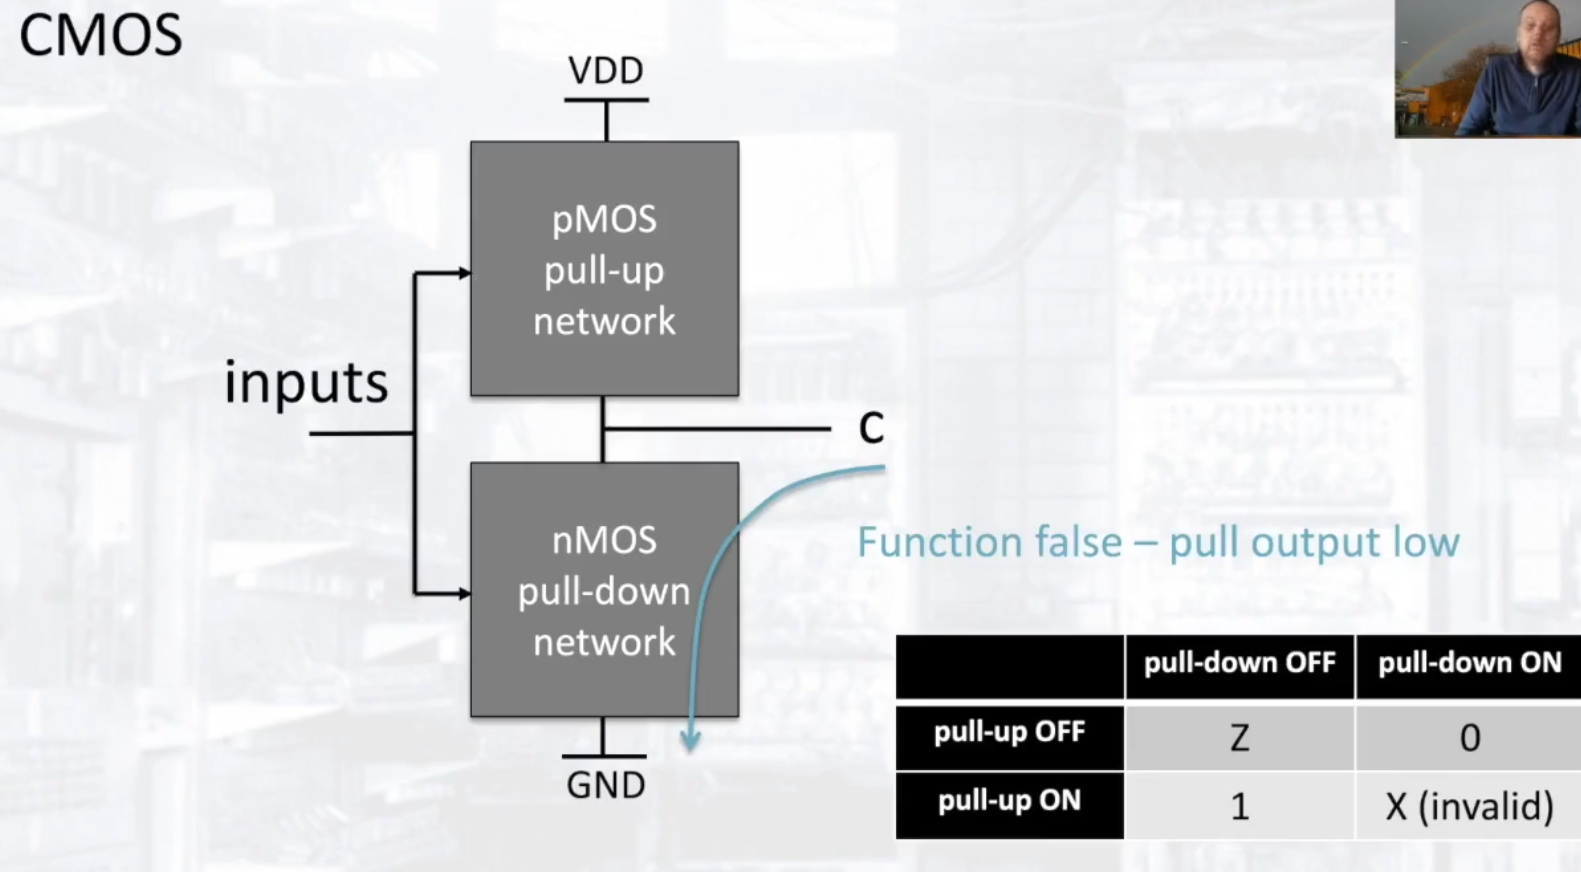 CMOS
VDD
pMOS
pull-up
network
inputs
C
nMOS
pull-down
network
Function false – pull output low
GND
pull-down OFF pull-down ON
pull-up OFF Z 0
pull-up ON 1 X (invalid)